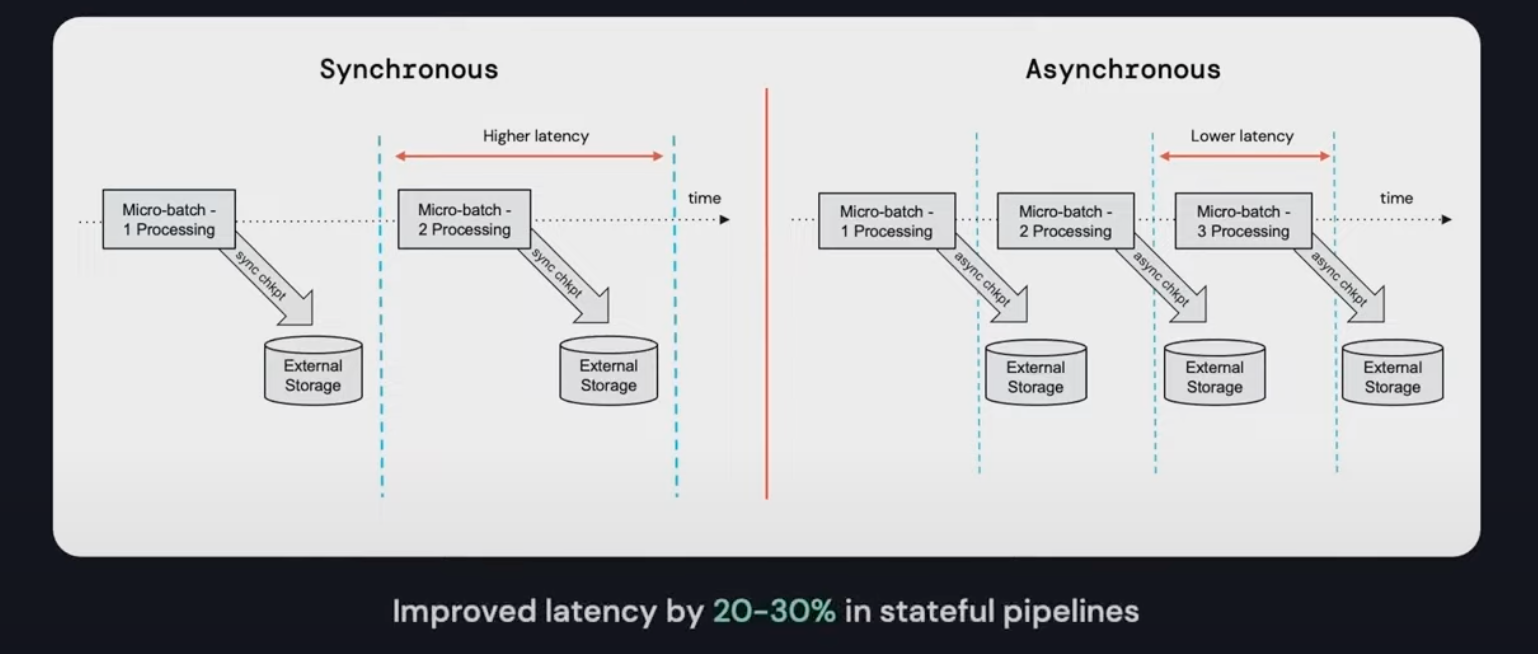 Synchronous
Higher latency
time
Micro-batch -
1 Processing
Micro-batch -
2 Processing
sync chkpt
sync chkpt
External
Storage
External
Storage
Asynchronous
Lower latency
time
Micro-batch -
1 Processing
Micro-batch -
2 Processing
Micro-batch -
3 Processing
async chkpt
async chkpt
async chkpt
External
Storage
External
Storage
External
Storage
Improved latency by 20-30% in stateful pipelines